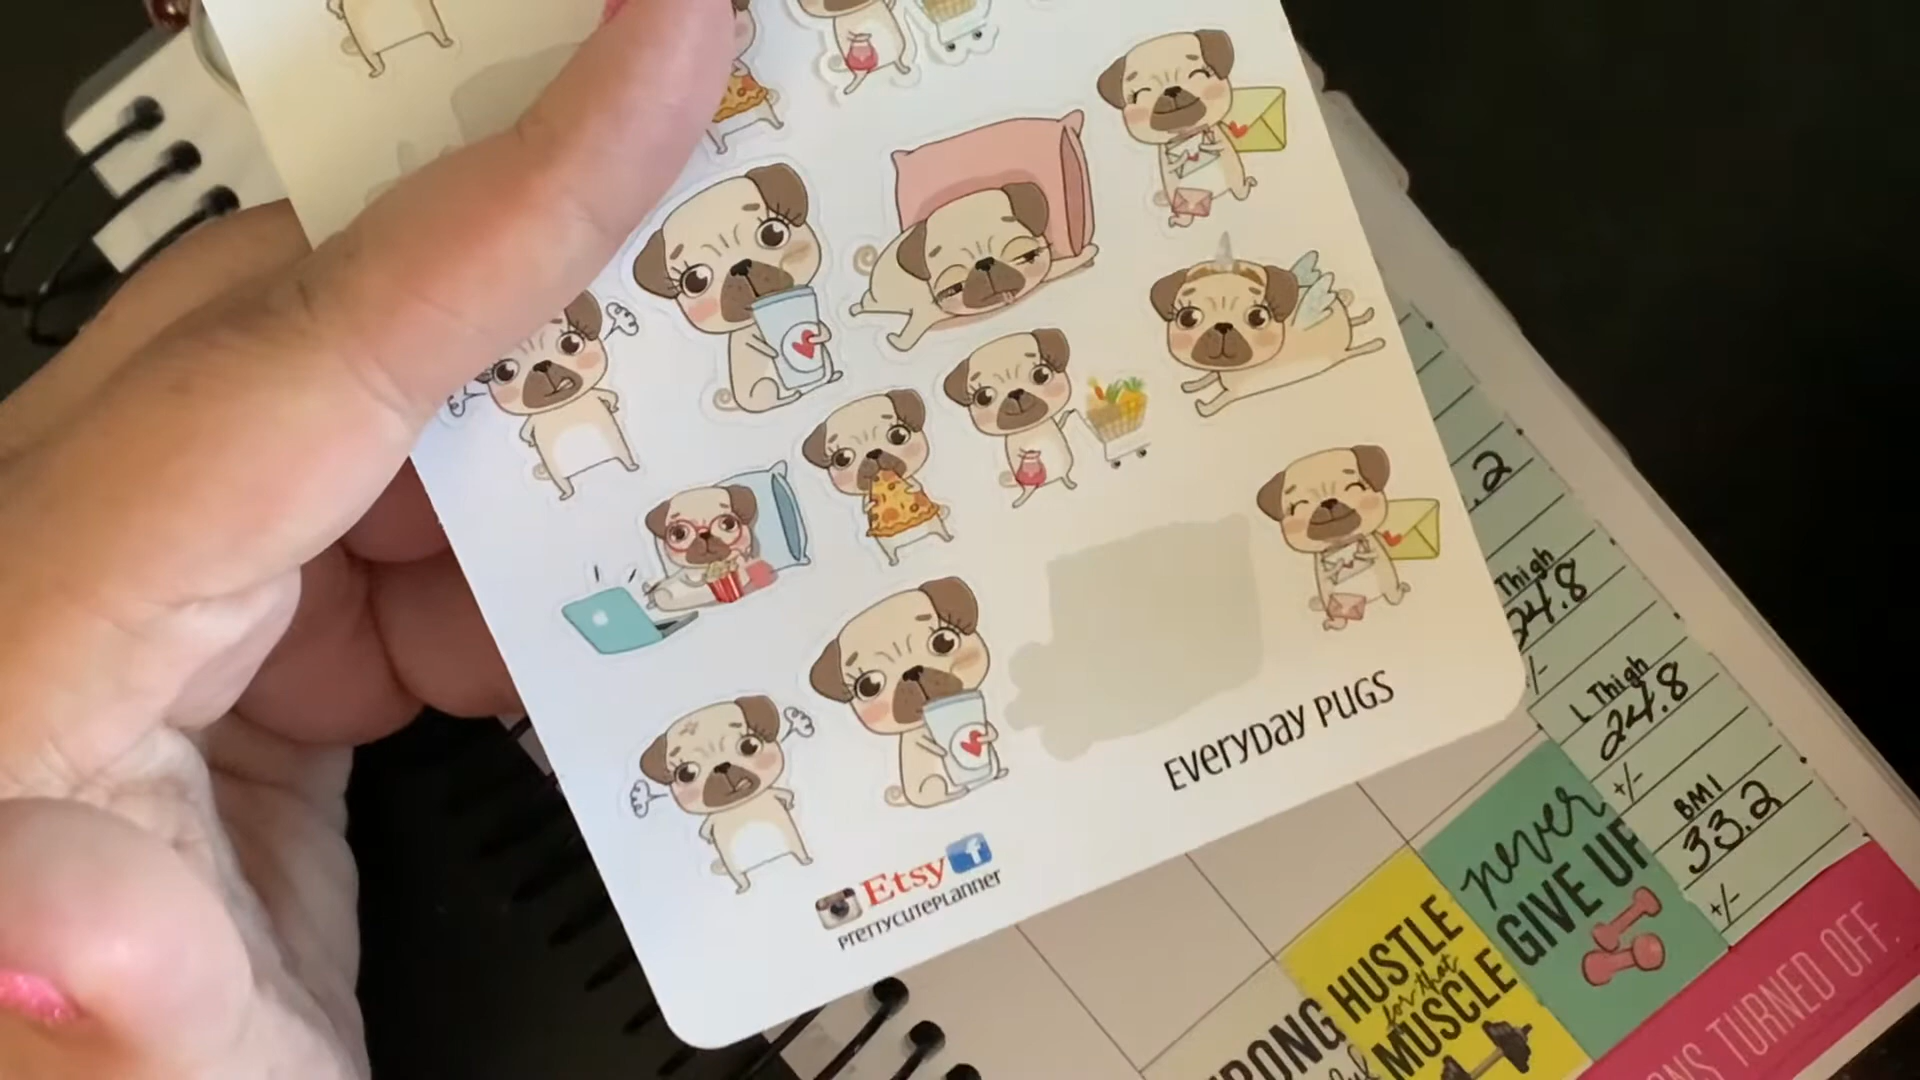 EVERYDAY PUGS
Etsy f
PRETTYCUTEPLANNER
.2
Thigh
24.8
+/-
L Thigh
24.8
+/-
BMI
33.2
+/-
never
GIVE UP
HUSTLE
for that
MUSCLE
TURNED OFF.